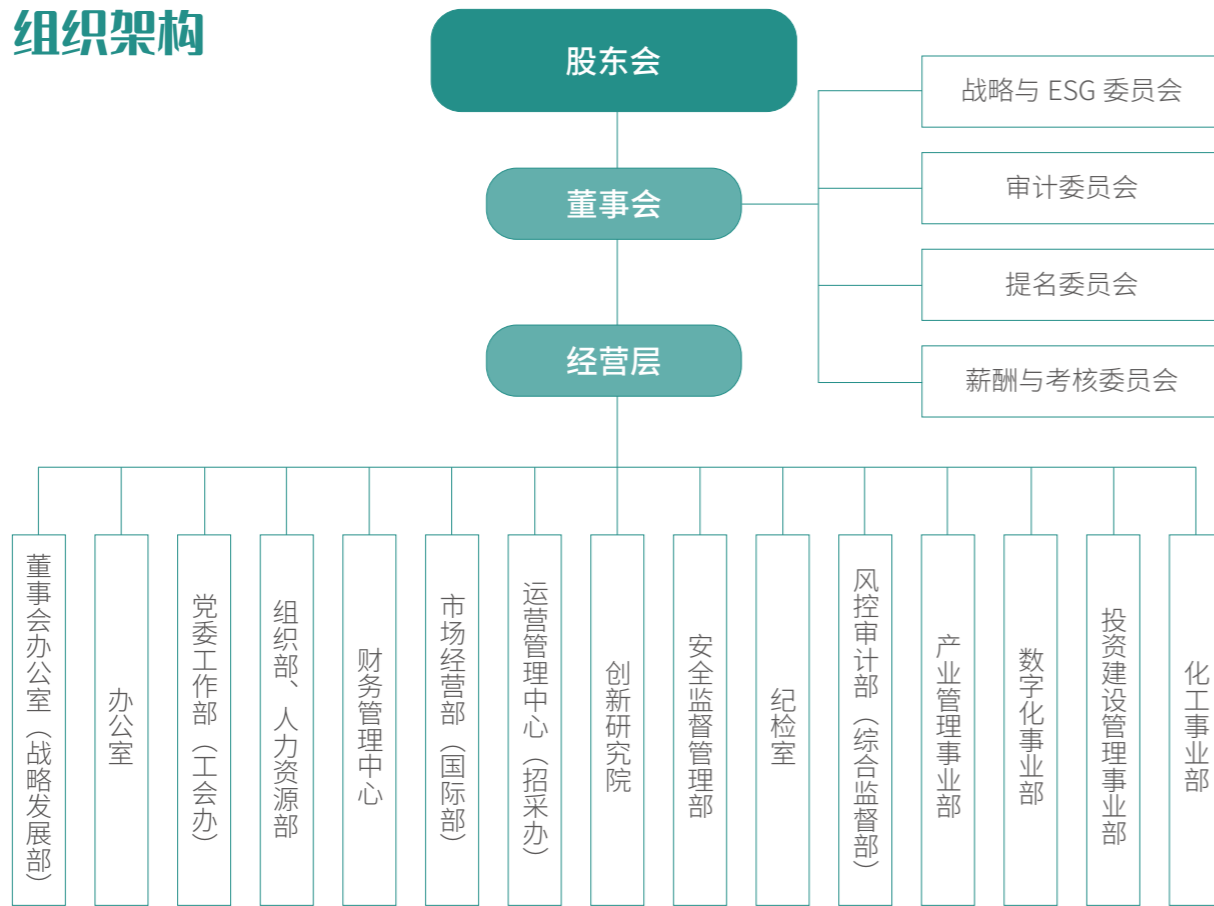 组织架构
股东会
战略与 ESG 委员会
审计委员会
董事会
提名委员会
经营层
薪酬与考核委员会
董事会办公室（战略发展部）
办公室
党委工作部（工会办）
组织部、人力资源部
财务管理中心
市场经营部（国际部）
运营管理中心（招采办）
创新研究院
安全监督管理部
纪检室
风控审计部（综合监督部）
产业管理事业部
数字化事业部
投资建设管理事业部
化工事业部